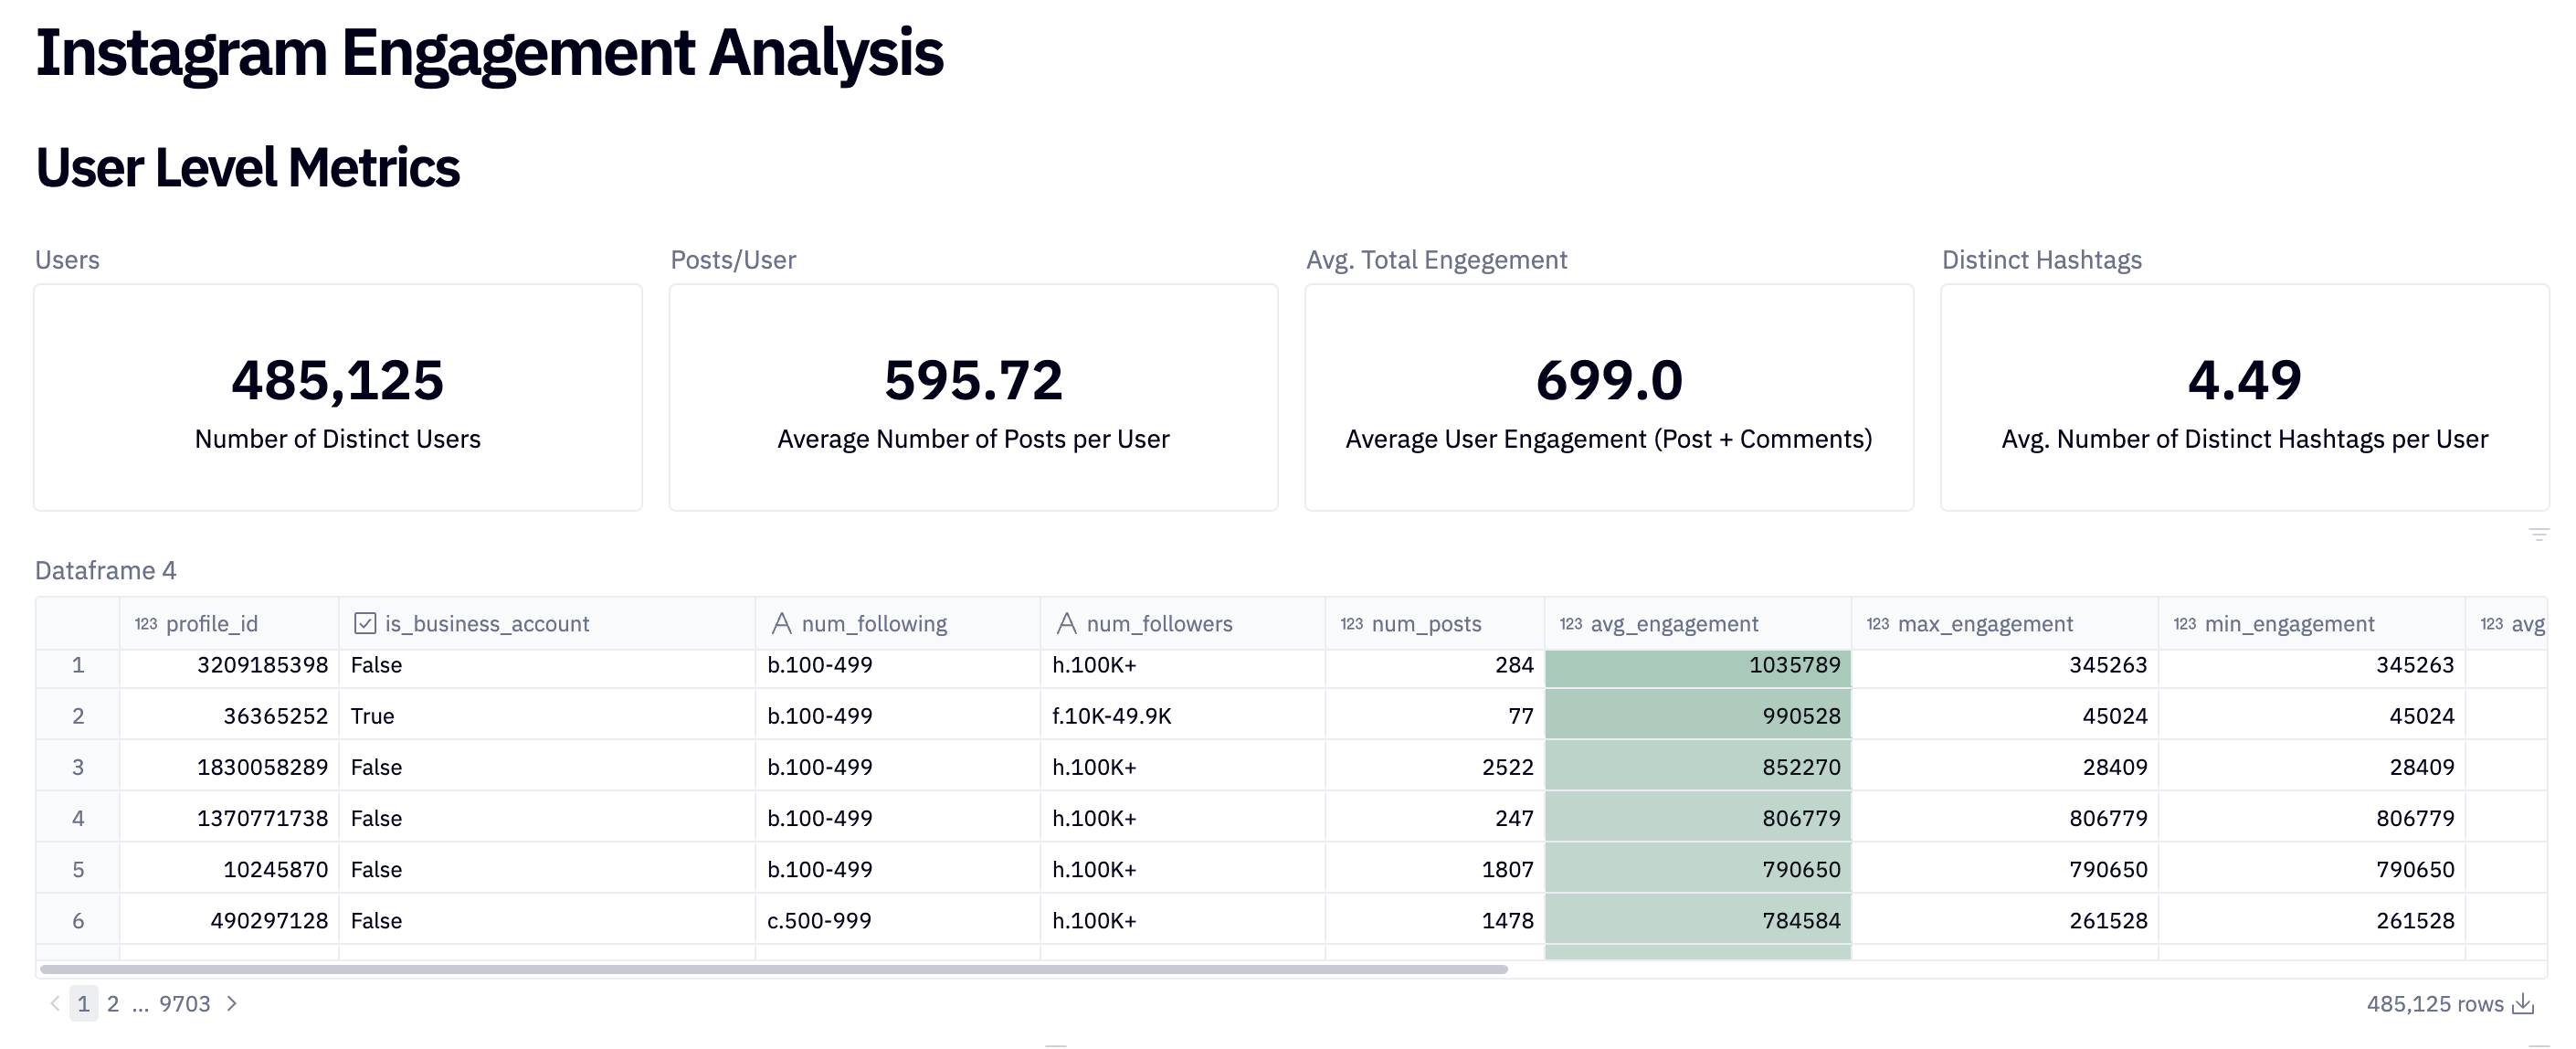 Instagram Engagement Analysis
User Level Metrics
Users Posts/User Avg. Total Engegement Distinct Hashtags
485,125 595.72 699.0 4.49
Number of Distinct Users Average Number of Posts per User Average User Engagement (Post + Comments) Avg. Number of Distinct Hashtags per User
Dataframe 4
123 profile_id is_business_account A num_following A num_followers 123 num_posts 123 avg_engagement 123 max_engagement 123 min_engagement 123 avg
1 3209185398 False b.100-499 h.100K+ 284 1035789 345263 345263
2 36365252 True b.100-499 f.10K-49.9K 77 990528 45024 45024
3 1830058289 False b.100-499 h.100K+ 2522 852270 28409 28409
4 1370771738 False b.100-499 h.100K+ 247 806779 806779 806779
5 10245870 False b.100-499 h.100K+ 1807 790650 790650 790650
6 490297128 False c.500-999 h.100K+ 1478 784584 261528 261528
1 2 ... 9703 485,125 rows